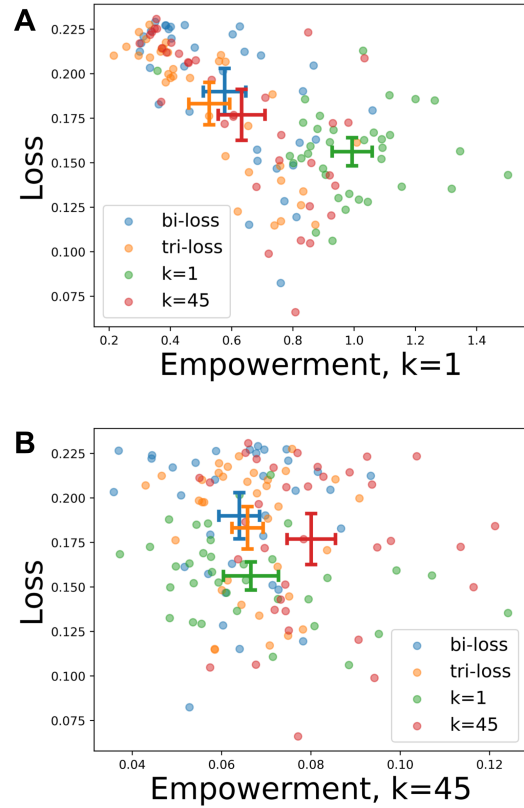 A
Loss
0.225
0.200
0.175
0.150
0.125
0.100
0.075
bi-loss
tri-loss
k=1
k=45
0.2 0.4 0.6 0.8 1.0 1.2 1.4
Empowerment, k=1
B
Loss
0.225
0.200
0.175
0.150
0.125
0.100
0.075
bi-loss
tri-loss
k=1
k=45
0.04 0.06 0.08 0.10 0.12
Empowerment, k=45